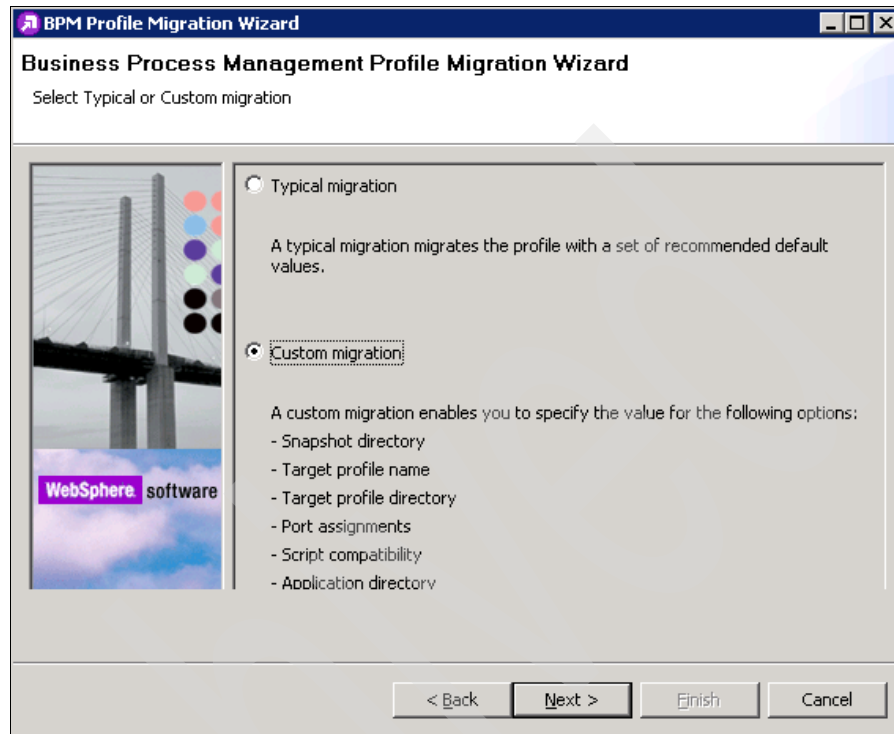 BPM Profile Migration Wizard
Business Process Management Profile Migration Wizard
Select Typical or Custom migration
Typical migration
A typical migration migrates the profile with a set of recommended default
values.
Custom migration
A custom migration enables you to specify the value for the following options:
- Snapshot directory
- Target profile name
- Target profile directory
- Port assignments
- Script compatibility
- Application directory
WebSphere. software
< Back
Next >
Finish
Cancel